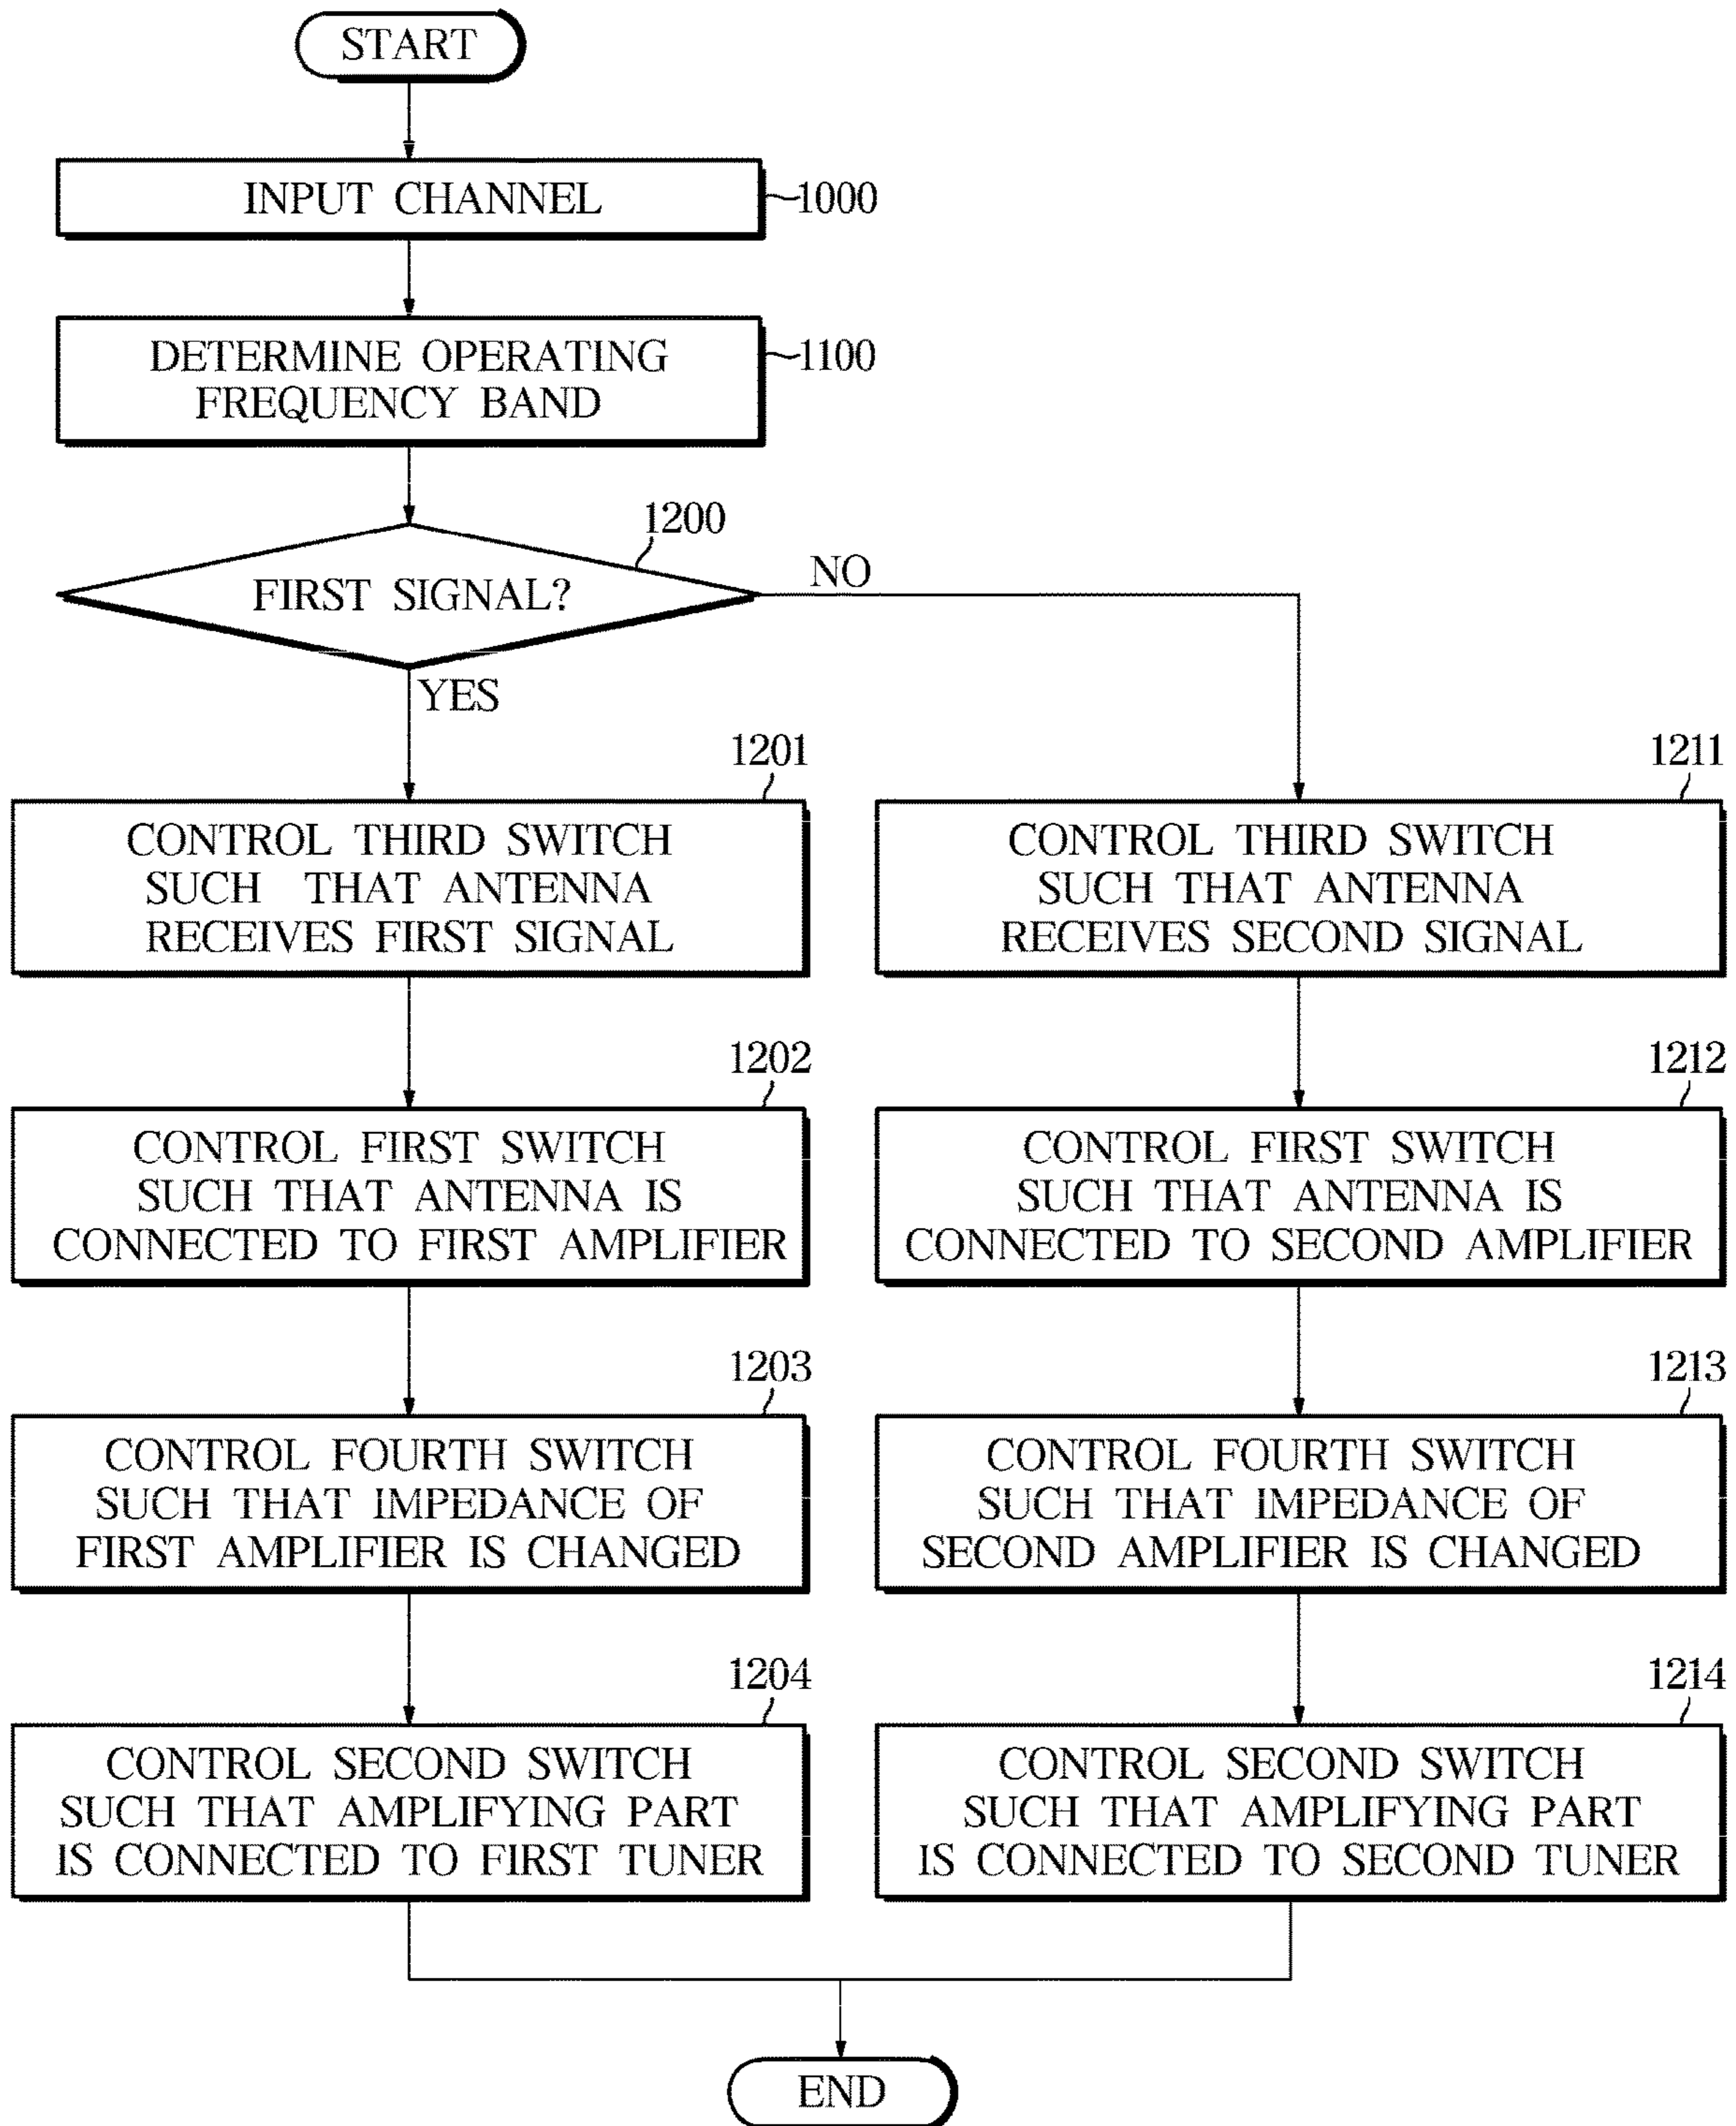 START
INPUT CHANNEL
1000
DETERMINE OPERATING
FREQUENCY BAND
1100
1200
FIRST SIGNAL?
NO
YES
1201
CONTROL THIRD SWITCH
SUCH THAT ANTENNA
RECEIVES FIRST SIGNAL
1202
CONTROL FIRST SWITCH
SUCH THAT ANTENNA IS
CONNECTED TO FIRST AMPLIFIER
1203
CONTROL FOURTH SWITCH
SUCH THAT IMPEDANCE OF
FIRST AMPLIFIER IS CHANGED
1204
CONTROL SECOND SWITCH
SUCH THAT AMPLIFYING PART
IS CONNECTED TO FIRST TUNER
1211
CONTROL THIRD SWITCH
SUCH THAT ANTENNA
RECEIVES SECOND SIGNAL
1212
CONTROL FIRST SWITCH
SUCH THAT ANTENNA IS
CONNECTED TO SECOND AMPLIFIER
1213
CONTROL FOURTH SWITCH
SUCH THAT IMPEDANCE OF
SECOND AMPLIFIER IS CHANGED
1214
CONTROL SECOND SWITCH
SUCH THAT AMPLIFYING PART
IS CONNECTED TO SECOND TUNER
END